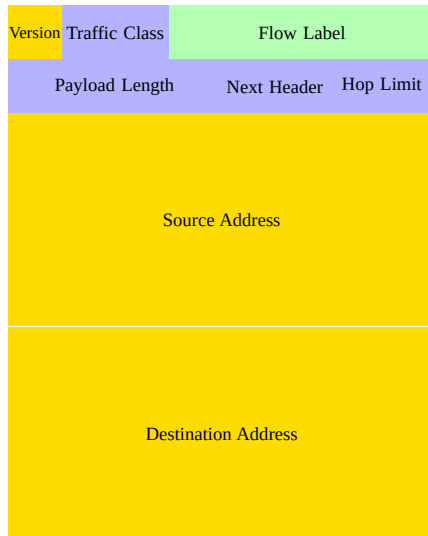 Version Traffic Class Flow Label
Payload Length Next Header Hop Limit
Source Address
Destination Address